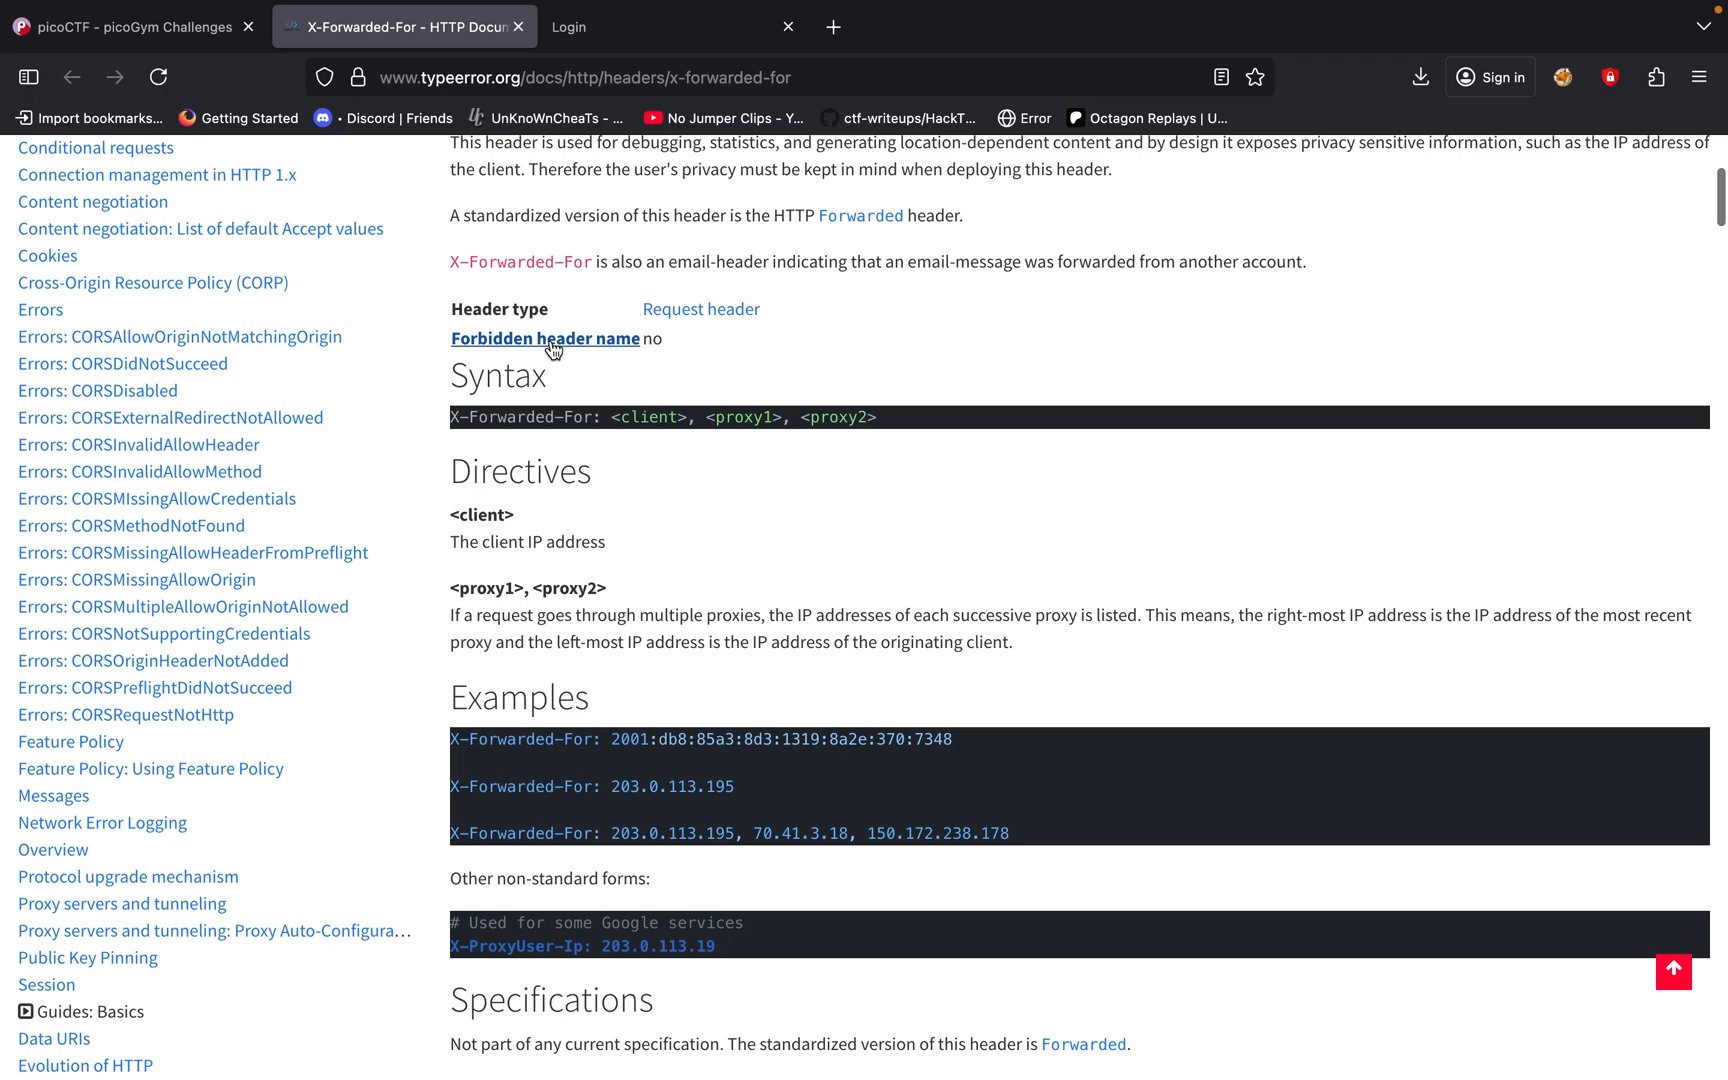 picoCTF - picoGym Challenges
X-Forwarded-For - HTTP Docun
Login
www.typeerror.org/docs/http/headers/x-forwarded-for
Sign in
Import bookmarks...
Getting Started
• Discord | Friends
UnKnoWnCheaTs - ...
No Jumper Clips - Y...
ctf-writeups/HackT...
Error
Octagon Replays | U...
Conditional requests
Connection management in HTTP 1.x
Content negotiation
Content negotiation: List of default Accept values
Cookies
Cross-Origin Resource Policy (CORP)
Errors
Errors: CORSAllowOriginNotMatchingOrigin
Errors: CORSDidNotSucceed
Errors: CORSDisabled
Errors: CORSExternalRedirectNotAllowed
Errors: CORSInvalidAllowHeader
Errors: CORSInvalidAllowMethod
Errors: CORSMIssingAllowCredentials
Errors: CORSMethodNotFound
Errors: CORSMissingAllowHeaderFromPreflight
Errors: CORSMissingAllowOrigin
Errors: CORSMultipleAllowOriginNotAllowed
Errors: CORSNotSupportingCredentials
Errors: CORSOriginHeaderNotAdded
Errors: CORSPreflightDidNotSucceed
Errors: CORSRequestNotHttp
Feature Policy
Feature Policy: Using Feature Policy
Messages
Network Error Logging
Overview
Protocol upgrade mechanism
Proxy servers and tunneling
Proxy servers and tunneling: Proxy Auto-Configura...
Public Key Pinning
Session
Guides: Basics
Data URIs
Evolution of HTTP
This header is used for debugging, statistics, and generating location-dependent content and by design it exposes privacy sensitive information, such as the IP address of
the client. Therefore the user's privacy must be kept in mind when deploying this header.
A standardized version of this header is the HTTP Forwarded header.
X-Forwarded-For is also an email-header indicating that an email-message was forwarded from another account.
Header type Request header
Forbidden header name no
Syntax
X-Forwarded-For: <client>, <proxy1>, <proxy2>
Directives
<client>
The client IP address
<proxy1>, <proxy2>
If a request goes through multiple proxies, the IP addresses of each successive proxy is listed. This means, the right-most IP address is the IP address of the most recent
proxy and the left-most IP address is the IP address of the originating client.
Examples
X-Forwarded-For: 2001:db8:85a3:8d3:1319:8a2e:370:7348
X-Forwarded-For: 203.0.113.195
X-Forwarded-For: 203.0.113.195, 70.41.3.18, 150.172.238.178
Other non-standard forms:
# Used for some Google services
X-ProxyUser-Ip: 203.0.113.19
Specifications
Not part of any current specification. The standardized version of this header is Forwarded.